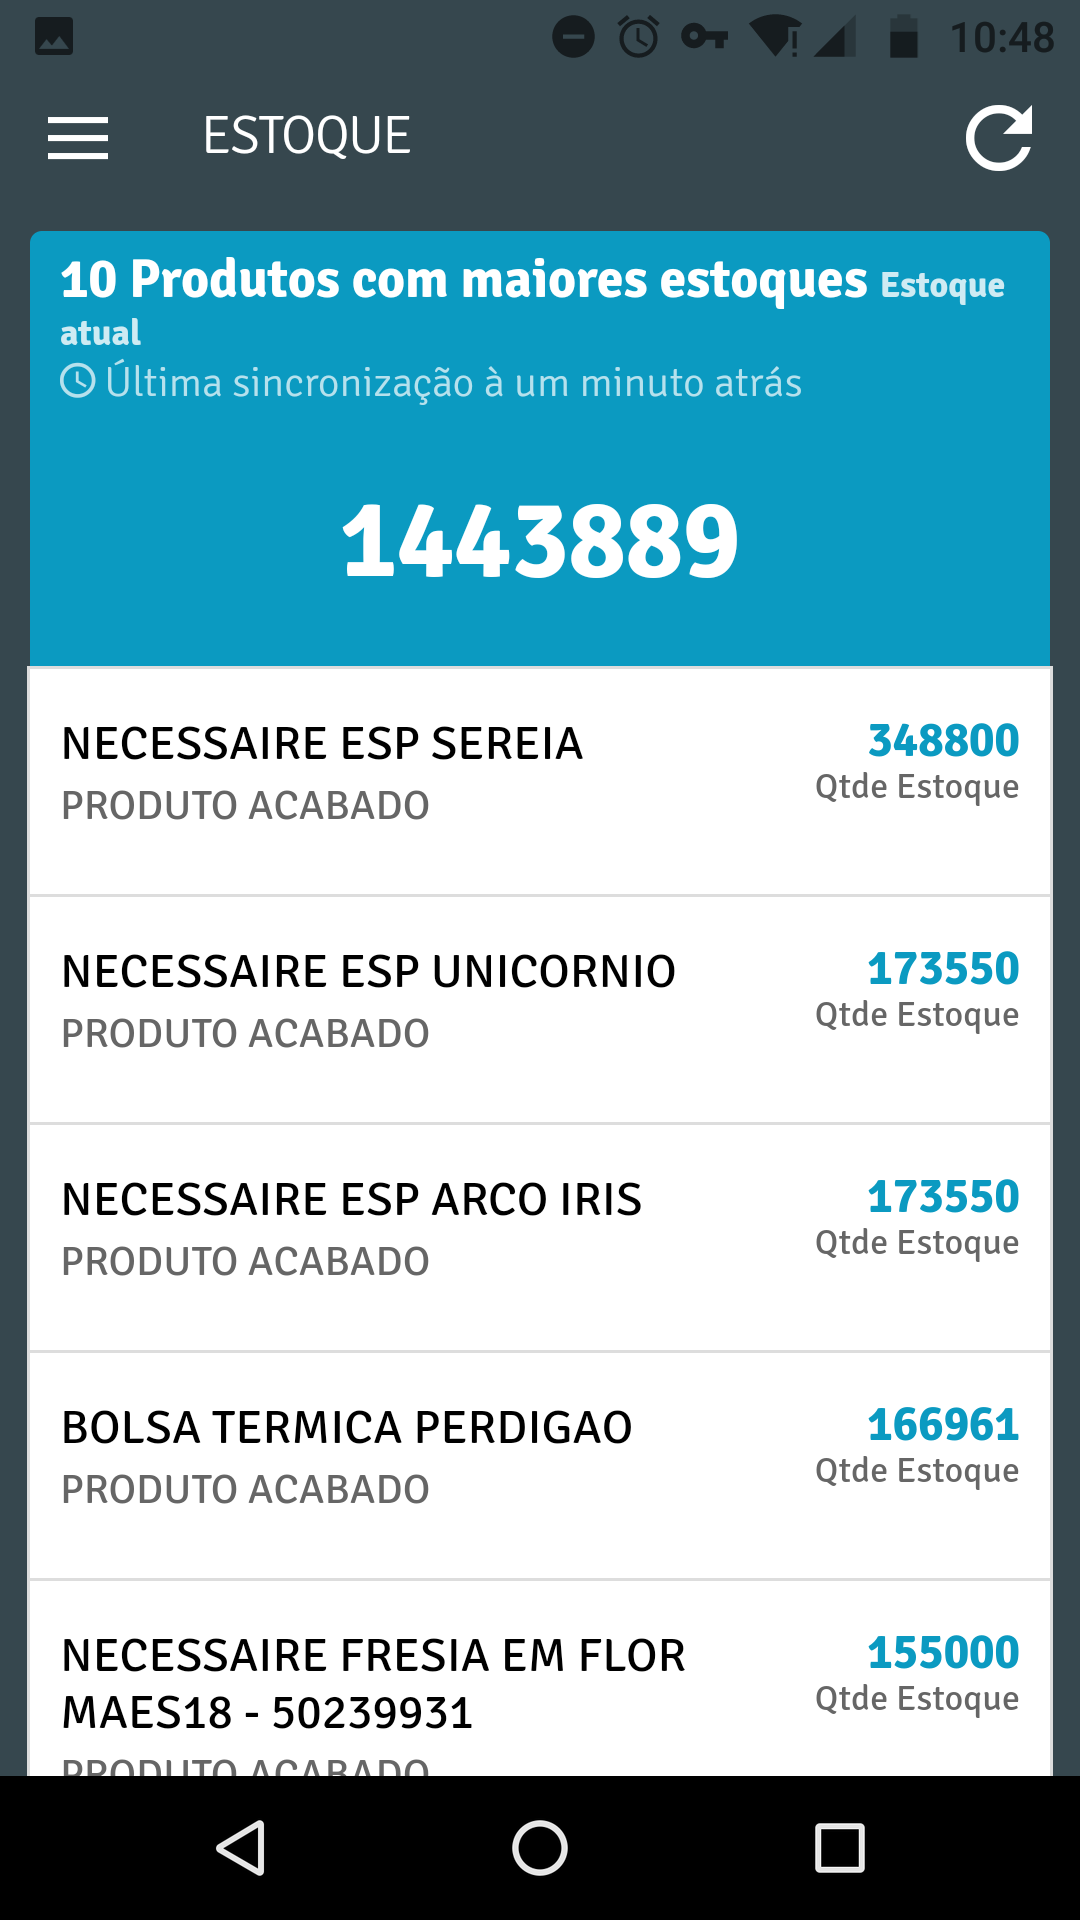 10:48
ESTOQUE
10 Produtos com maiores estoques Estoque
atual
Última sincronização à um minuto atrás
1443889
NECESSAIRE ESP SEREIA
348800
PRODUTO ACABADO
Qtde Estoque
NECESSAIRE ESP UNICORNIO
173550
PRODUTO ACABADO
Qtde Estoque
NECESSAIRE ESP ARCO IRIS
173550
PRODUTO ACABADO
Qtde Estoque
BOLSA TERMICA PERDIGAO
166961
PRODUTO ACABADO
Qtde Estoque
NECESSAIRE FRESIA EM FLOR
155000
MAES18 - 50239931
Qtde Estoque
PRODUTO ACABADO